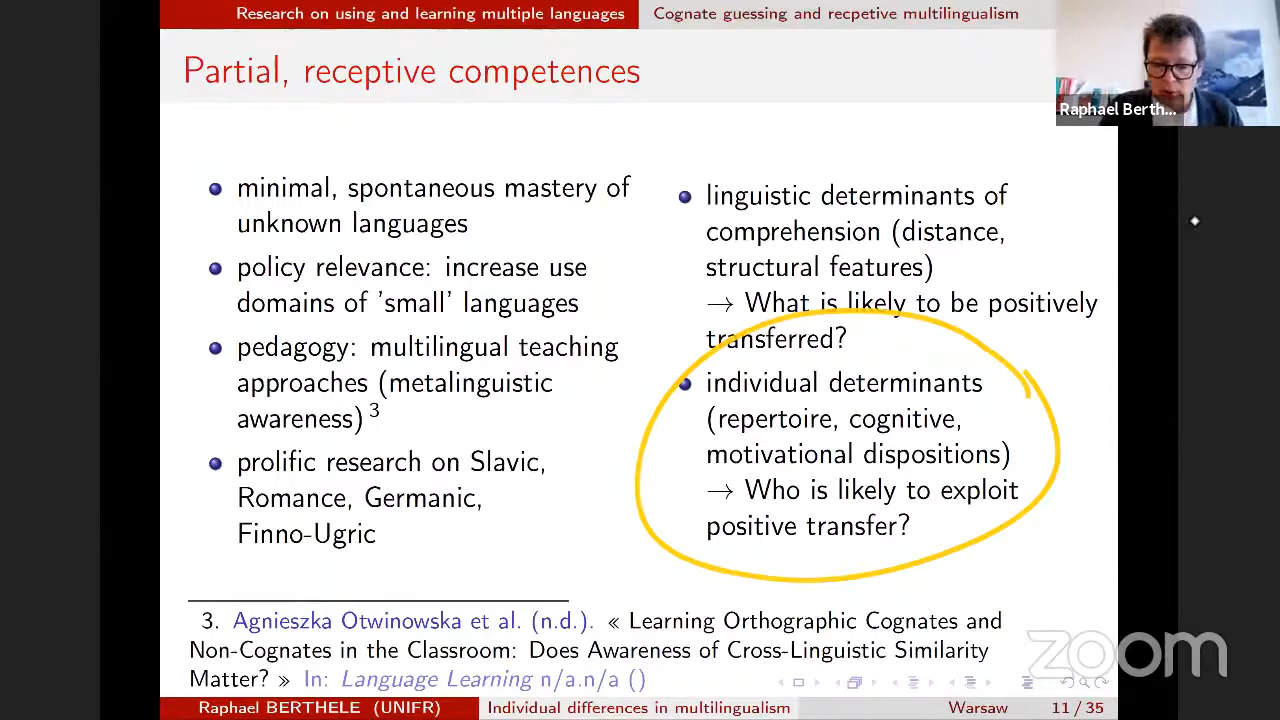 Research on using and learning multiple languages
Cognate guessing and recpetive multilingualism
Partial, receptive competences
Raphael Berth...
minimal, spontaneous mastery of
unknown languages
policy relevance: increase use
domains of 'small' languages
pedagogy: multilingual teaching
approaches (metalinguistic
awareness) 3
prolific research on Slavic,
Romance, Germanic,
Finno-Ugric
linguistic determinants of
comprehension (distance,
structural features)
→ What is likely to be positively
transferred?
individual determinants
(repertoire, cognitive,
motivational dispositions)
→ Who is likely to exploit
positive transfer?
3. Agnieszka Otwinowska et al. (n.d.). « Learning Orthographic Cognates and
Non-Cognates in the Classroom: Does Awareness of Cross-Linguistic Similarity
Matter? » In: Language Learning n/a.n/a ()
zoom
Raphael BERTHELE (UNIFR)
Individual differences in multilingualism
Warsaw
11 / 35